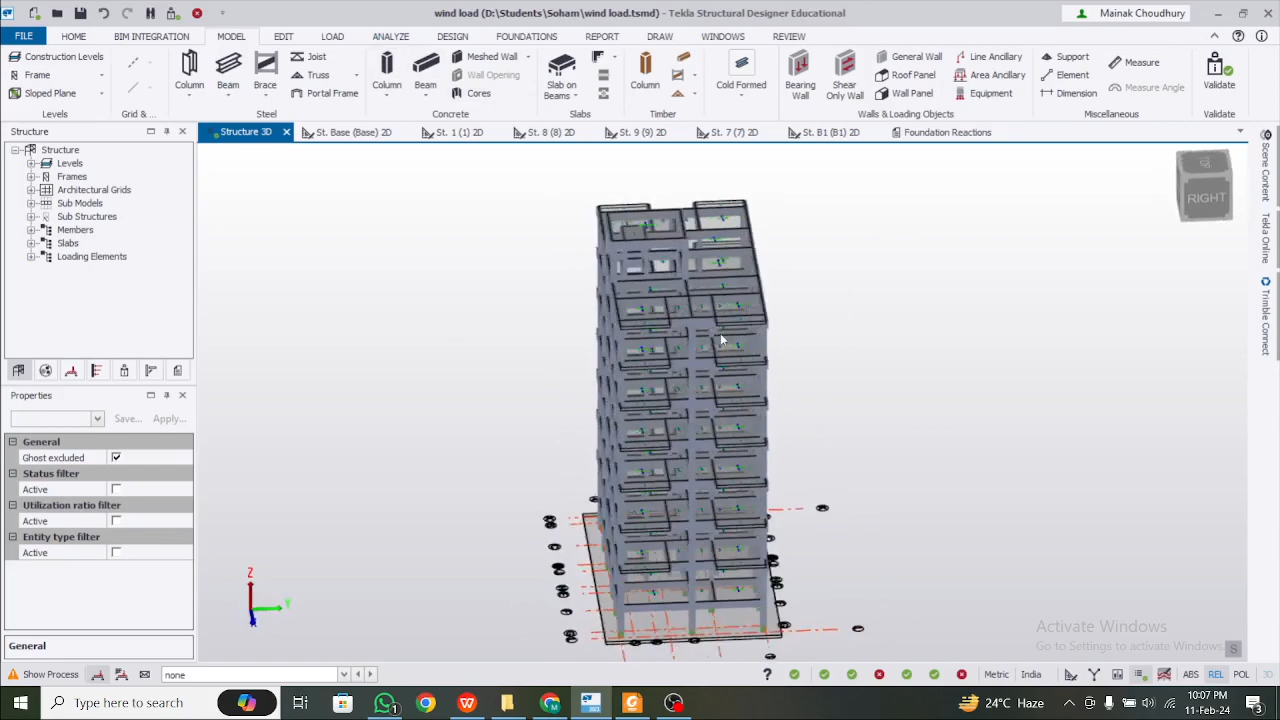 wind load (D:\Students\Soham\wind load.tsmd) - Tekla Structural Designer Educational
Mainak Choudhury
FILE HOME BIM INTEGRATION MODEL EDIT LOAD ANALYZE DESIGN FOUNDATIONS REPORT DRAW WINDOWS REVIEW
Construction Levels
Frame
Sloped Plane
Levels
Grid & ...
Column
Beam
Brace
Joist
Truss
Portal Frame
Steel
Column
Beam
Meshed Wall
Wall Opening
Cores
Concrete
Slab on Beams
Slabs
Column
Timber
Cold Formed
Bearing Wall
Shear Only Wall
General Wall
Roof Panel
Wall Panel
Line Ancillary
Area Ancillary
Equipment
Walls & Loading Objects
Support
Element
Dimension
Measure
Measure Angle
Miscellaneous
Validate
Validate
Structure
Structure 3D
St. Base (Base) 2D
St. 1 (1) 2D
St. 8 (8) 2D
St. 9 (9) 2D
St. 7 (7) 2D
St. B1 (B1) 2D
Foundation Reactions
Structure
Levels
Frames
Architectural Grids
Sub Models
Sub Structures
Members
Slabs
Loading Elements
RIGHT
Scene Content
Tekla Online
Trimble Connect
Properties
Save...
Apply...
General
Ghost excluded
Status filter
Active
Utilization ratio filter
Active
Entity type filter
Active
General
Z
Y
Activate Windows
Go to Settings to activate Windows.
S
Show Process
none
Metric
India
ABS
REL
POL
3D
Type here to search
24°C Haze
ENG
10:07 PM
11-Feb-24